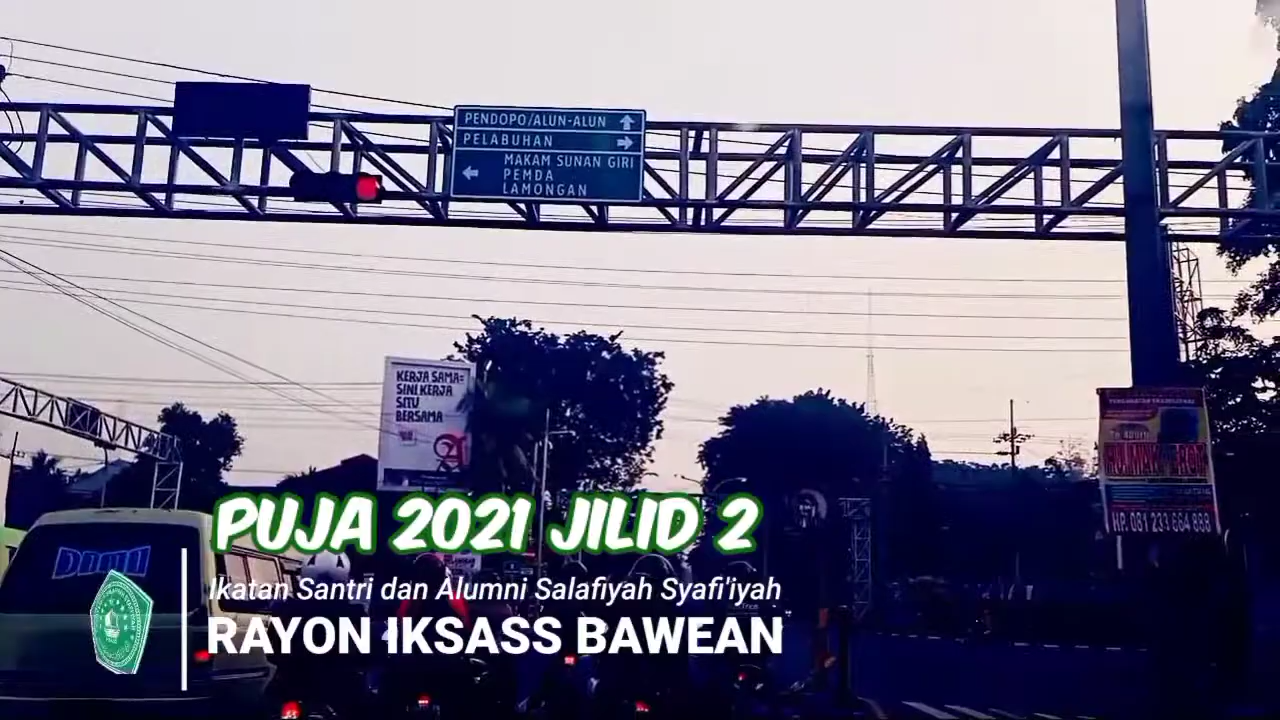 PENDOPO/ALUN-ALUN
PELABUHAN
MAKAM SUNAN GIRI
PEMDA
LAMONGAN
KERJA SAMA=
SINI KERJA
SITU
BERSAMA
HP. 081 233 664 888
PUJA 2021 JILID 2
Ikatan Santri dan Alumni Salafiyah Syafi'iyah
RAYON IKSASS BAWEAN